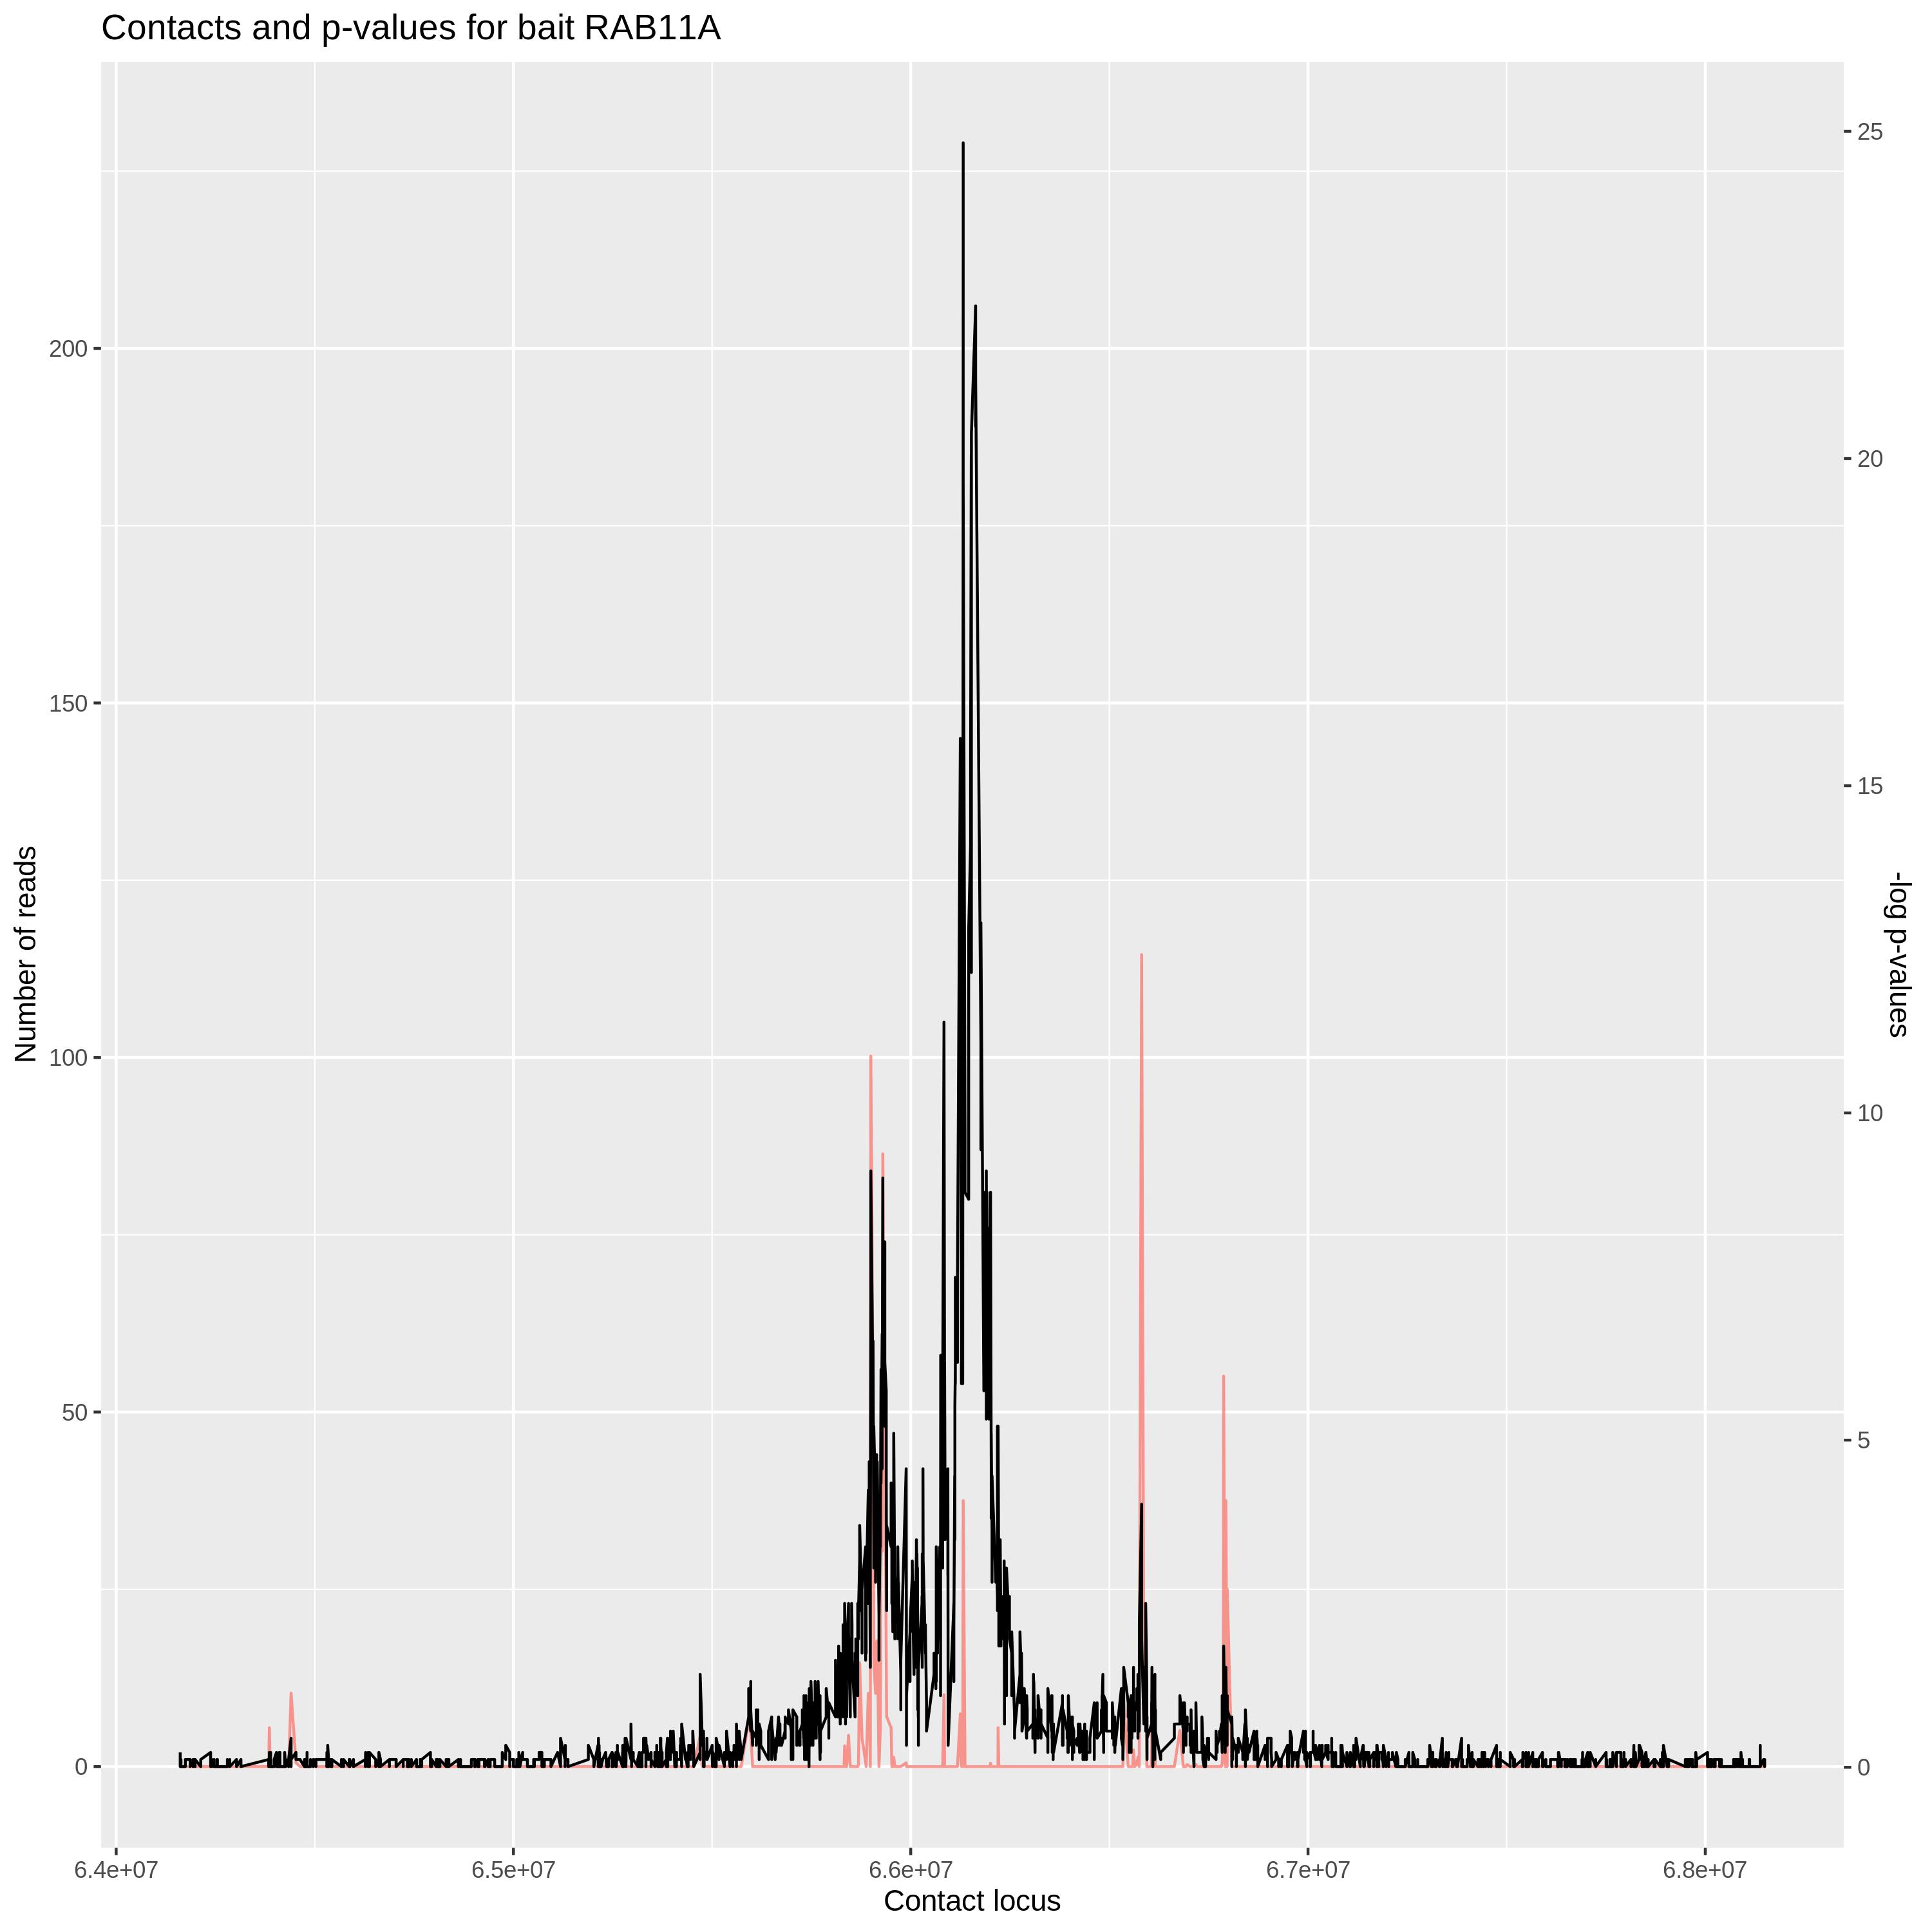 Contacts and p-values for bait RAB11A
Number of reads
200
150
100
50
0
25
20
15
10
5
0
-log p-values
6.4e+07 6.5e+07 6.6e+07 6.7e+07 6.8e+07
Contact locus